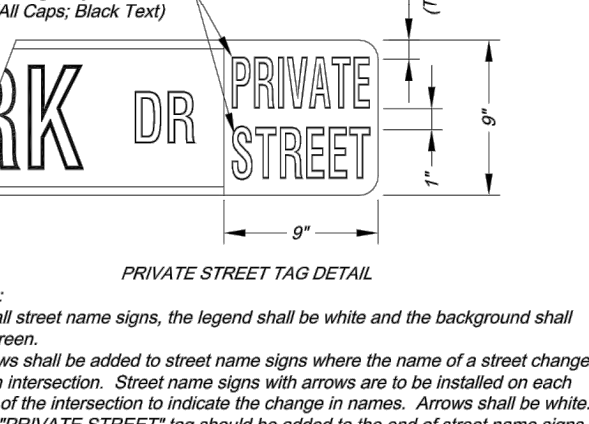 All Caps; Black Text)
(T
PRIVATE
RK DR
STREET
9"
1"
9"
PRIVATE STREET TAG DETAIL
:
all street name signs, the legend shall be white and the background shall
reen.
ws shall be added to street name signs where the name of a street change
n intersection. Street name signs with arrows are to be installed on each
of the intersection to indicate the change in names. Arrows shall be white.
"PRIVATE STREET" tag should be added to the end of street name signs